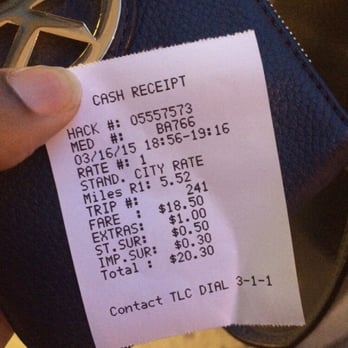 CASH RECEIPT
HACK #: 05557573
MED #: BA766
03/16/15 18:56-19:16
RATE #: 1
STAND. CITY RATE
Miles R1: 5.52
TRIP #: 241
FARE : $18.50
EXTRAS: $1.00
ST.SUR: $0.50
IMP.SUR: $0.30
Total : $20.30
Contact TLC DIAL 3-1-1